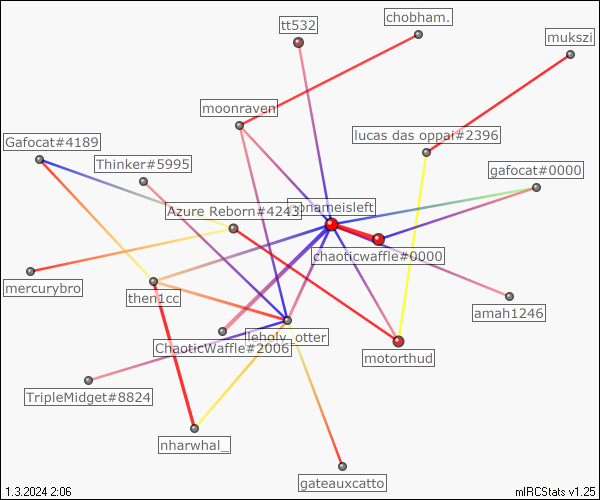 chobham.
tt532
mukszi
moonraven
lucas das oppai#2396
Gafocat#4189
Thinker#5995
gafocat#0000
Azure Reborn#4243
nameisleft
chaoticwaffle#0000
mercurybro
then1cc
amah1246
leholy_otter
ChaoticWaffle#2006
motorthud
TripleMidget#8824
nharwhal_
gateauxcatto
1.3.2024 2:06
mIRCStats v1.25